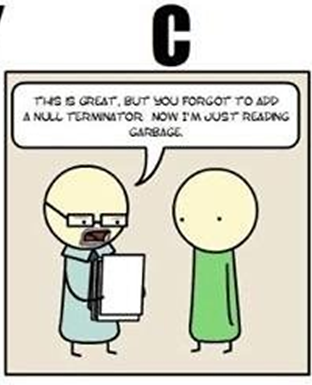 C
THIS IS GREAT, BUT YOU FORGOT TO ADD
A NULL TERMINATOR. NOW I'M JUST READING
GARBAGE.